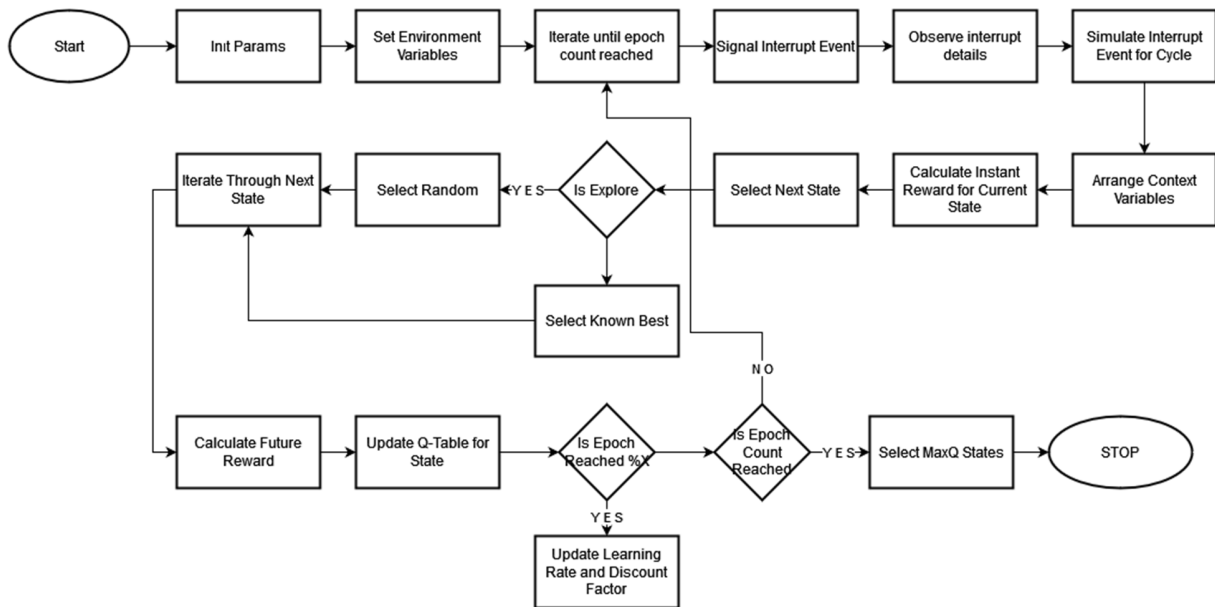 Start
Init Params
Set Environment
Variables
Iterate until epoch
count reached
Signal Interrupt Event
Observe interrupt
details
Simulate Interrupt
Event for Cycle
Iterate Through Next
State
Select Random
YES
Is Explore
Select Next State
Calculate Instant
Reward for Current
State
Arrange Context
Variables
Select Known Best
NO
Calculate Future
Reward
Update Q-Table for
State
Is Epoch
Reached %X
Is Epoch
Count
Reached
YES
Select MaxQ States
STOP
YES
Update Learning
Rate and Discount
Factor